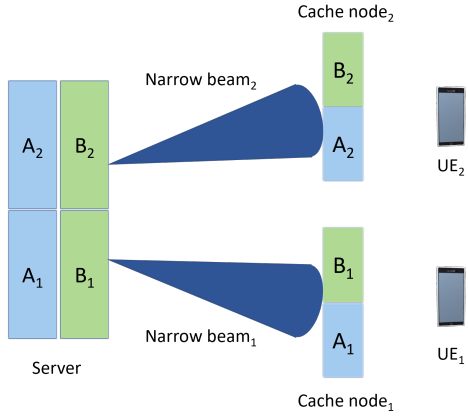 Cache node2
Narrow beam2
B2
A2
B2
A2
UE2
A1
B1
B1
A1
UE1
Narrow beam1
Server
Cache node1